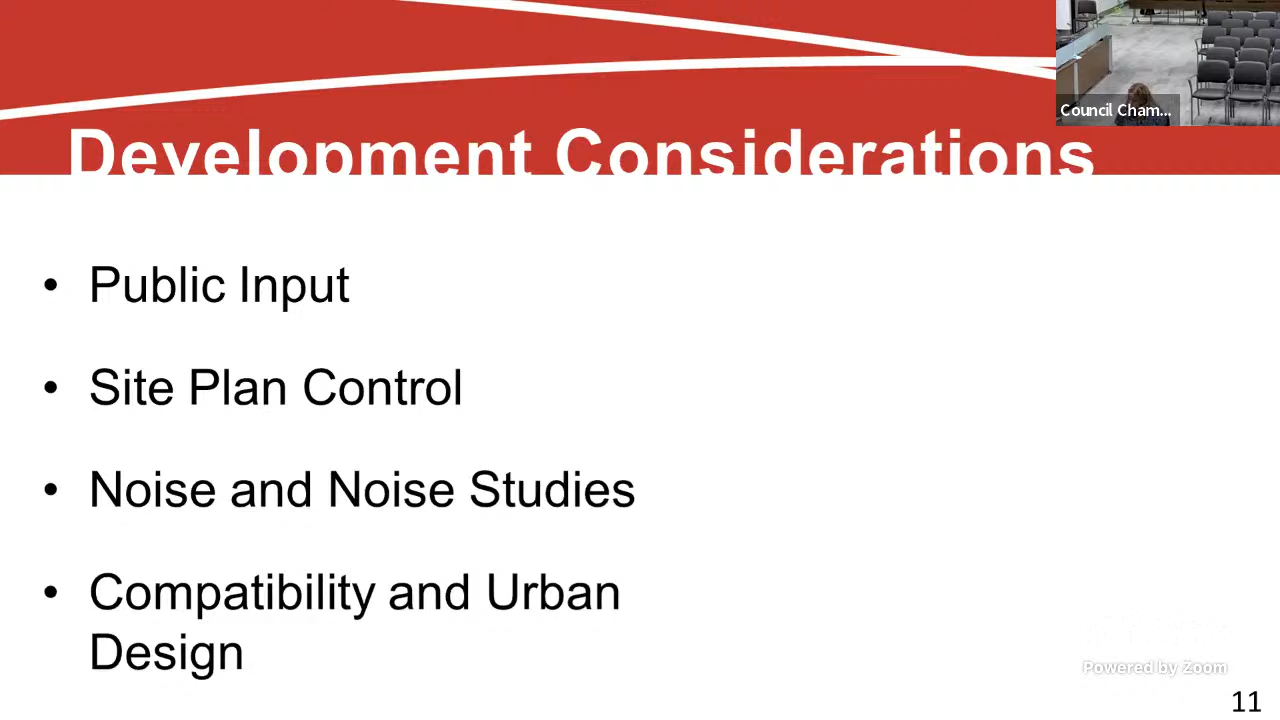 Council Cham...
Development Considerations
• Public Input
• Site Plan Control
• Noise and Noise Studies
• Compatibility and Urban
Design
Powered by Zoom
11